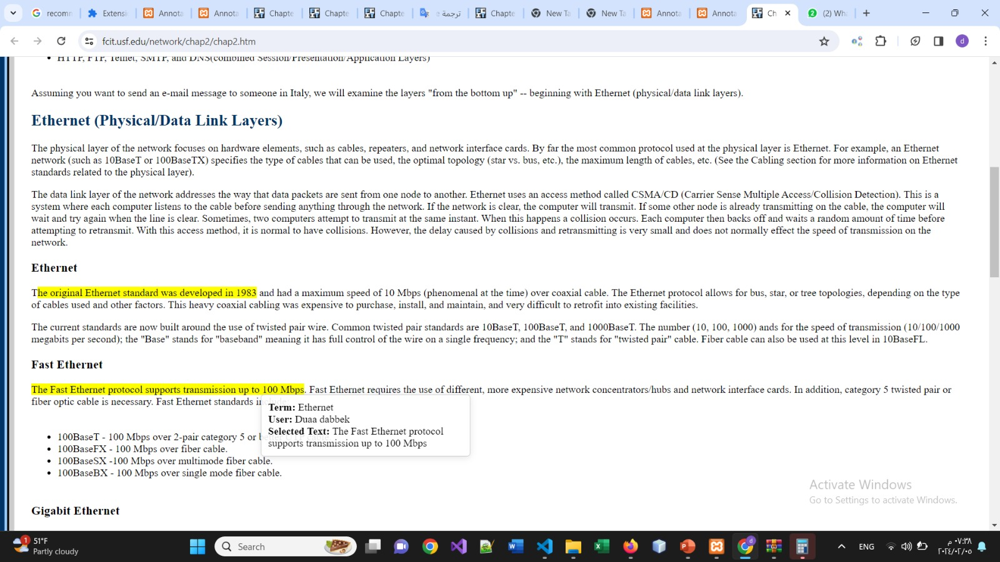 recomm
Extensi
Annota
Annota
Chapte
Chapte
Chapte
ترجمة e
Chapte
New Ta
New Ta
Annota
Annota
Ch
2
(2) Wha
fcit.usf.edu/network/chap2/chap2.htm
d
• HTTP, FTP, Telnet, SMTP, and DNS(combined Session/Presentation/Application Layers)
Assuming you want to send an e-mail message to someone in Italy, we will examine the layers "from the bottom up" -- beginning with Ethernet (physical/data link layers).
Ethernet (Physical/Data Link Layers)
The physical layer of the network focuses on hardware elements, such as cables, repeaters, and network interface cards. By far the most common protocol used at the physical layer is Ethernet. For example, an Ethernet
network (such as 10BaseT or 100BaseTX) specifies the type of cables that can be used, the optimal topology (star vs. bus, etc.), the maximum length of cables, etc. (See the Cabling section for more information on Ethernet
standards related to the physical layer).
The data link layer of the network addresses the way that data packets are sent from one node to another. Ethernet uses an access method called CSMA/CD (Carrier Sense Multiple Access/Collision Detection). This is a
system where each computer listens to the cable before sending anything through the network. If the network is clear, the computer will transmit. If some other node is already transmitting on the cable, the computer will
wait and try again when the line is clear. Sometimes, two computers attempt to transmit at the same instant. When this happens a collision occurs. Each computer then backs off and waits a random amount of time before
attempting to retransmit. With this access method, it is normal to have collisions. However, the delay caused by collisions and retransmitting is very small and does not normally effect the speed of transmission on the
network.
Ethernet
The original Ethernet standard was developed in 1983 and had a maximum speed of 10 Mbps (phenomenal at the time) over coaxial cable. The Ethernet protocol allows for bus, star, or tree topologies, depending on the type
of cables used and other factors. This heavy coaxial cabling was expensive to purchase, install, and maintain, and very difficult to retrofit into existing facilities.
The current standards are now built around the use of twisted pair wire. Common twisted pair standards are 10BaseT, 100BaseT, and 1000BaseT. The number (10, 100, 1000) ands for the speed of transmission (10/100/1000
megabits per second); the "Base" stands for "baseband" meaning it has full control of the wire on a single frequency; and the "T" stands for "twisted pair" cable. Fiber cable can also be used at this level in 10BaseFL.
Fast Ethernet
The Fast Ethernet protocol supports transmission up to 100 Mbps. Fast Ethernet requires the use of different, more expensive network concentrators/hubs and network interface cards. In addition, category 5 twisted pair or
fiber optic cable is necessary. Fast Ethernet standards in
Term: Ethernet
User: Duaa dabbek
Selected Text: The Fast Ethernet protocol
supports transmission up to 100 Mbps
• 100BaseT - 100 Mbps over 2-pair category 5 or better UTP cable.
• 100BaseFX - 100 Mbps over fiber cable.
• 100BaseSX -100 Mbps over multimode fiber cable.
• 100BaseBX - 100 Mbps over single mode fiber cable.
Gigabit Ethernet
Activate Windows
Go to Settings to activate Windows.
1
51°F
Partly cloudy
Search
d
ENG
٠٧:٣٨ م
٢٠٢٤/٠٢/٠٥